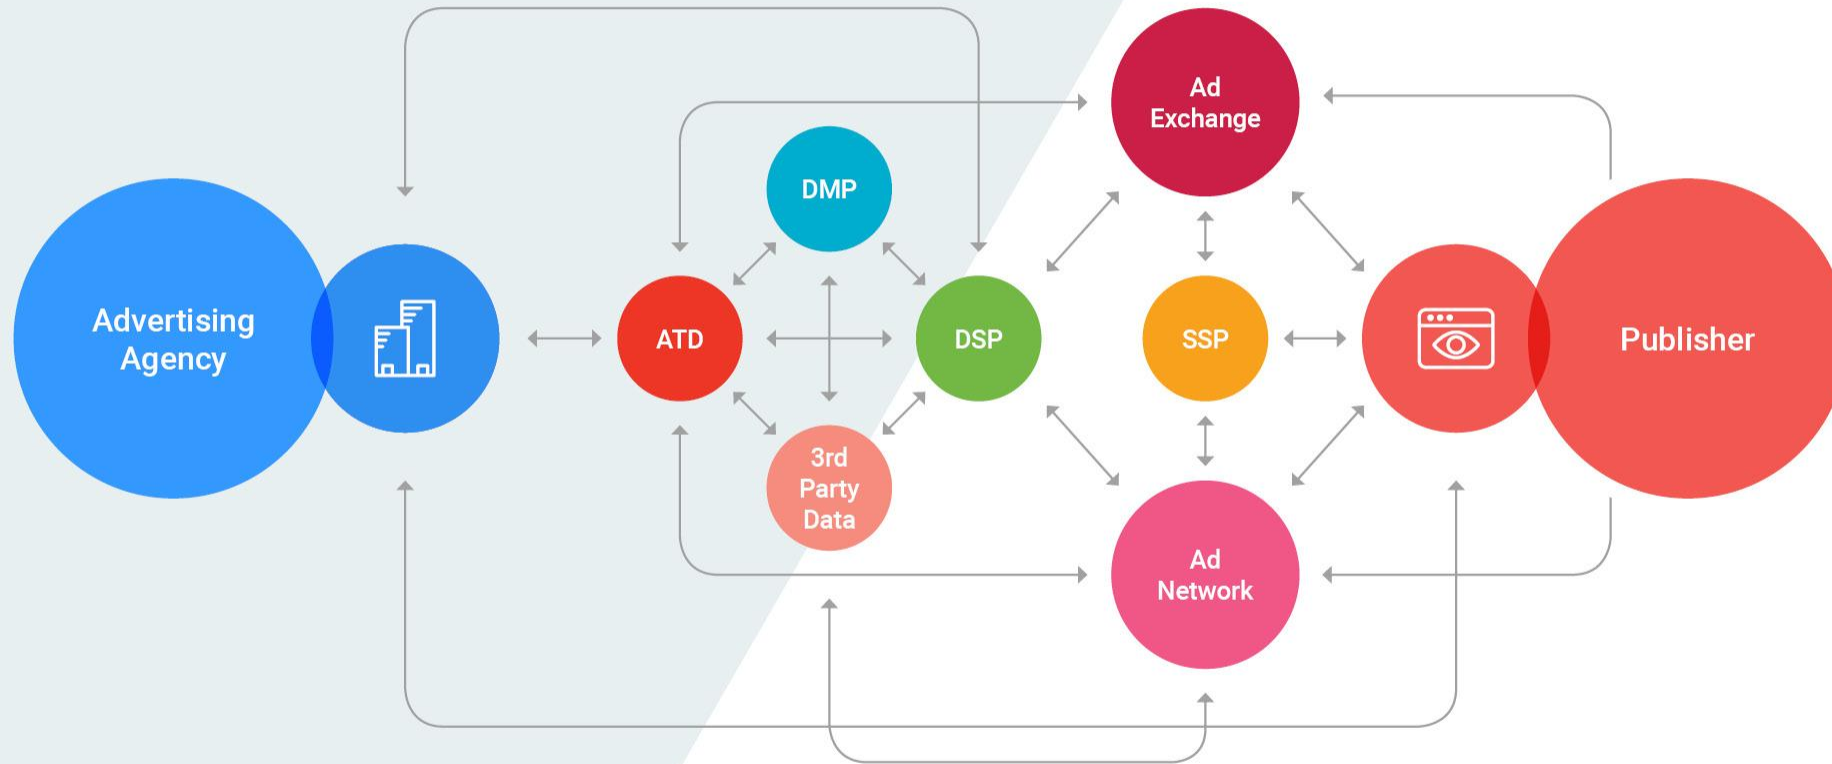 Ad
Exchange
DMP
Advertising
Agency
ATD
DSP
SSP
Publisher
3rd
Party
Data
Ad
Network